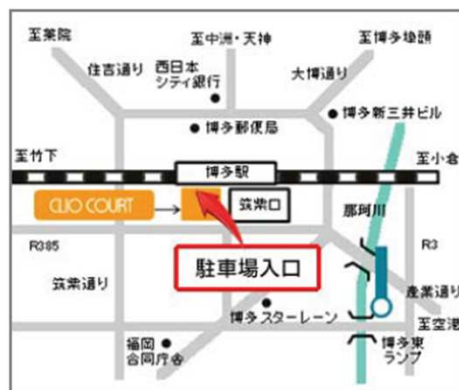 至薬院
至中洲・天神
至博多埠頭
住吉通り
西日本
シティ銀行
大博通り
博多新三井ビル
博多郵便局
至竹下
博多駅
至小倉
CLIO COURT
筑紫口
那珂川
R385
駐車場入口
R3
筑紫通り
産業通り
博多スターレーン
至空港
福岡
合同庁舎
博多東
ランプ